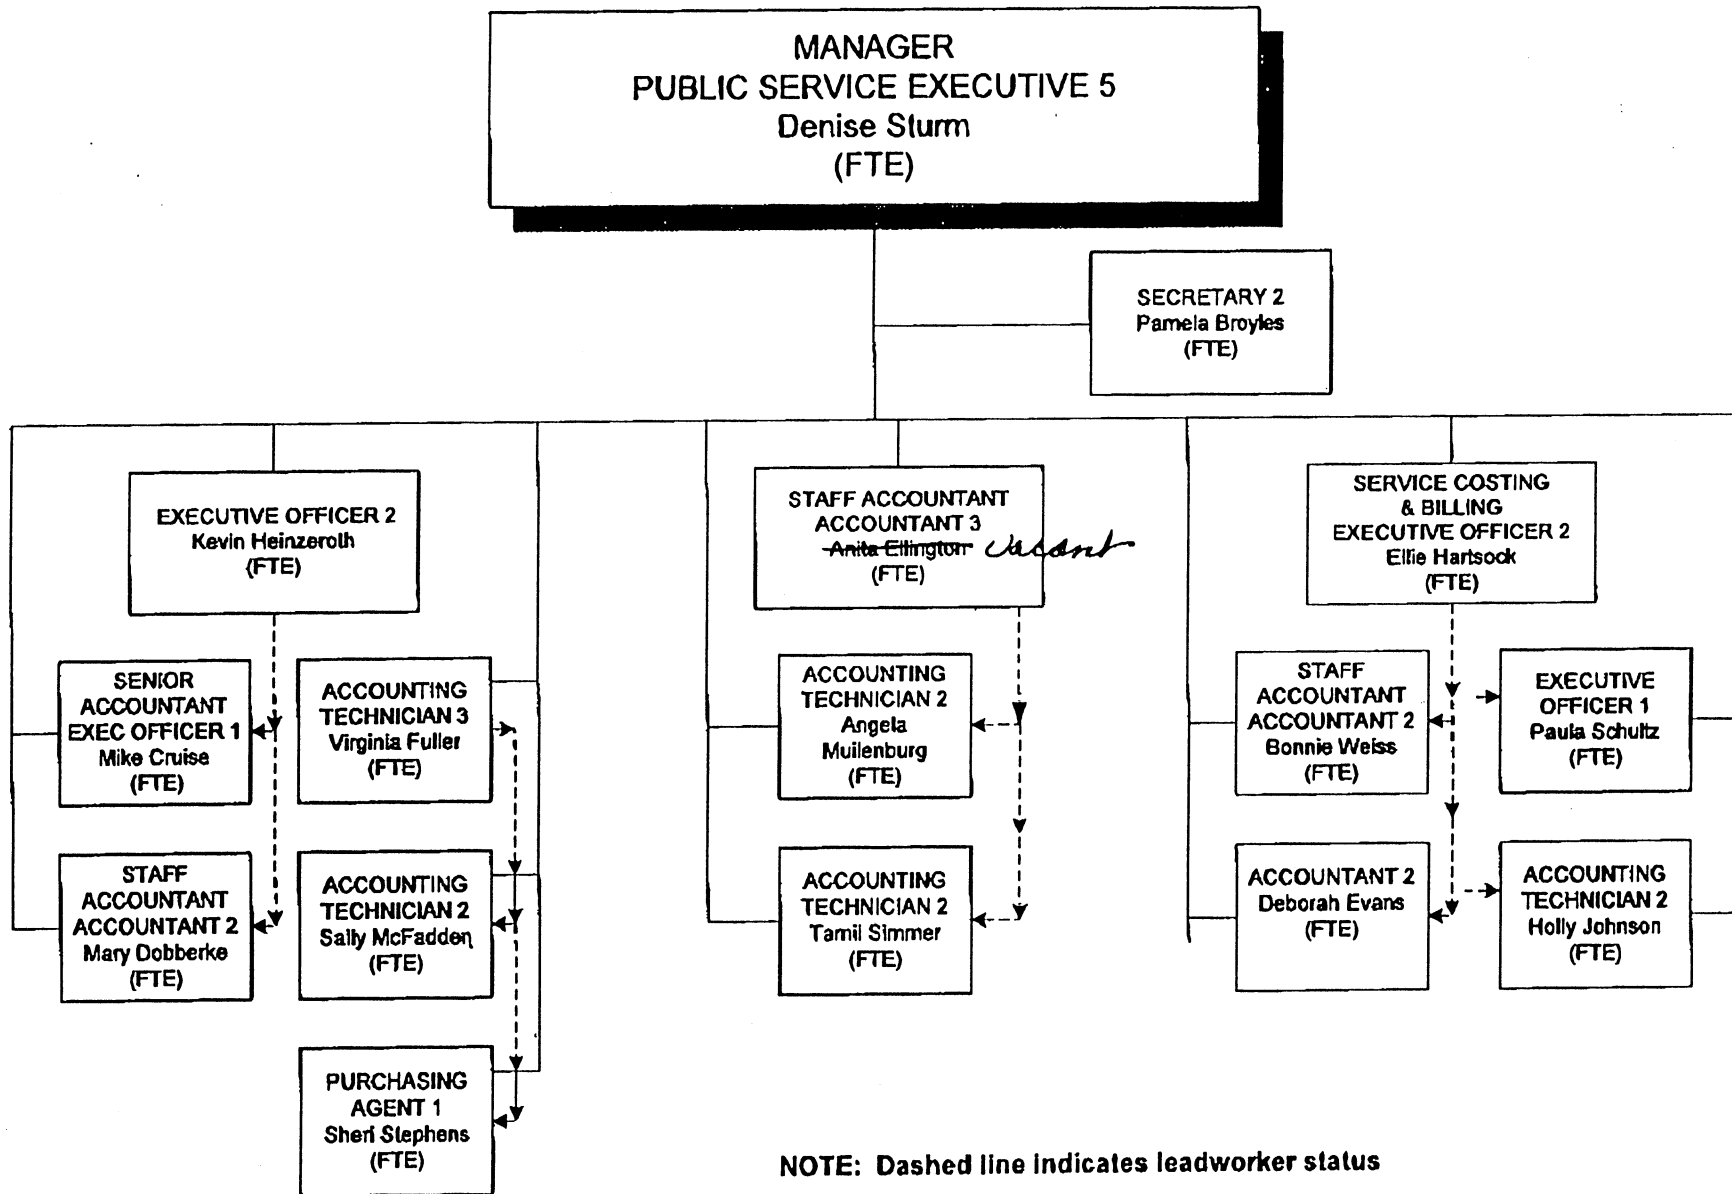 MANAGER
PUBLIC SERVICE EXECUTIVE 5
Denise Sturm
(FTE)
SECRETARY 2
Pamela Broyles
(FTE)
EXECUTIVE OFFICER 2
Kevin Heinzeroth
(FTE)
STAFF ACCOUNTANT
ACCOUNTANT 3
Anita Ellington Vacant
(FTE)
SERVICE COSTING
& BILLING
EXECUTIVE OFFICER 2
Ellie Hartsock
(FTE)
SENIOR
ACCOUNTANT
EXEC OFFICER 1
Mike Cruise
(FTE)
ACCOUNTING
TECHNICIAN 3
Virginia Fuller
(FTE)
ACCOUNTING
TECHNICIAN 2
Angela
Muilenburg
(FTE)
STAFF
ACCOUNTANT
ACCOUNTANT 2
Bonnie Weiss
(FTE)
EXECUTIVE
OFFICER 1
Paula Schultz
(FTE)
STAFF
ACCOUNTANT
ACCOUNTANT 2
Mary Dobberke
(FTE)
ACCOUNTING
TECHNICIAN 2
Sally McFadden
(FTE)
ACCOUNTING
TECHNICIAN 2
Tamil Simmer
(FTE)
ACCOUNTANT 2
Deborah Evans
(FTE)
ACCOUNTING
TECHNICIAN 2
Holly Johnson
(FTE)
PURCHASING
AGENT 1
Sheri Stephens
(FTE)
NOTE: Dashed line indicates leadworker status